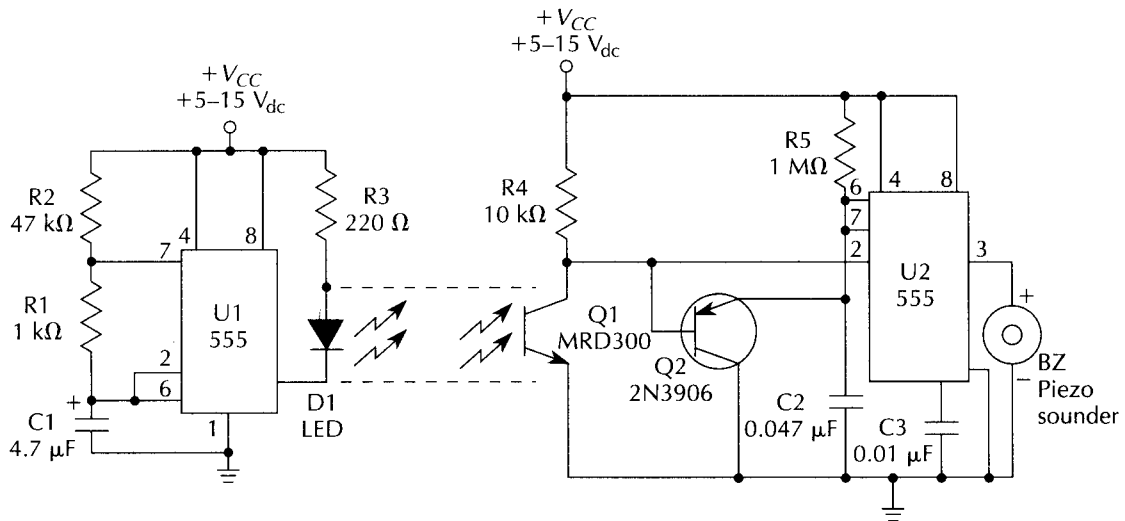 +VCC
+5–15 Vdc
R2
47 kΩ
4
8
R3
220 Ω
7
R1
1 kΩ
U1
555
2
6
+
C1
4.7 μF
1
D1
LED
+VCC
+5–15 Vdc
R4
10 kΩ
R5
1 MΩ
6
4
8
7
2
3
U2
555
Q1
MRD300
Q2
2N3906
C2
0.047 μF
C3
0.01 μF
+
−
BZ
Piezo
sounder